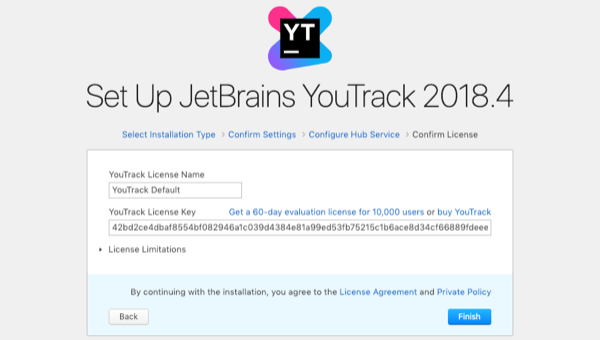 YT
Set Up JetBrains YouTrack 2018.4
Select Installation Type › Confirm Settings › Configure Hub Service › Confirm License
YouTrack License Name
YouTrack Default
YouTrack License Key Get a 60-day evaluation license for 10,000 users or buy YouTrack
42bd2ce4dbaf8554bf082946a1c039d4384e81a99ed53fb75215c1b6ace8d34cf66889fdeee
License Limitations
By continuing with the installation, you agree to the License Agreement and Private Policy
Back Finish